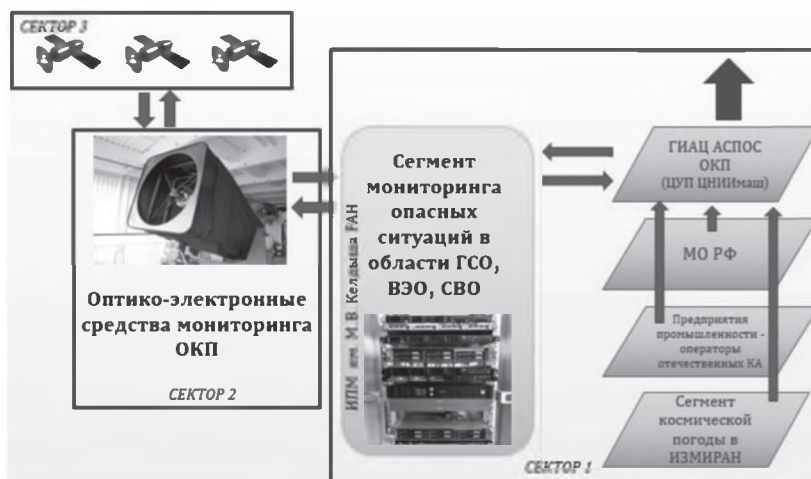 СЕКТОР 3
Оптико-электронные
средства мониторинга
ОКП
СЕКТОР 2
ИПМ им. М.В. Келдыша РАН
Сегмент
мониторинга
опасных
ситуаций в
области ГСО,
ВЭО, СВО
ГИАЦ АСПОС
ОКП
(ЦУП ЦНИИмаш)
МО РФ
Предприятия
промышленности -
операторы
отечественных КА
Сегмент
космической
погоды в
ИЗМИРАН
СЕКТОР 1